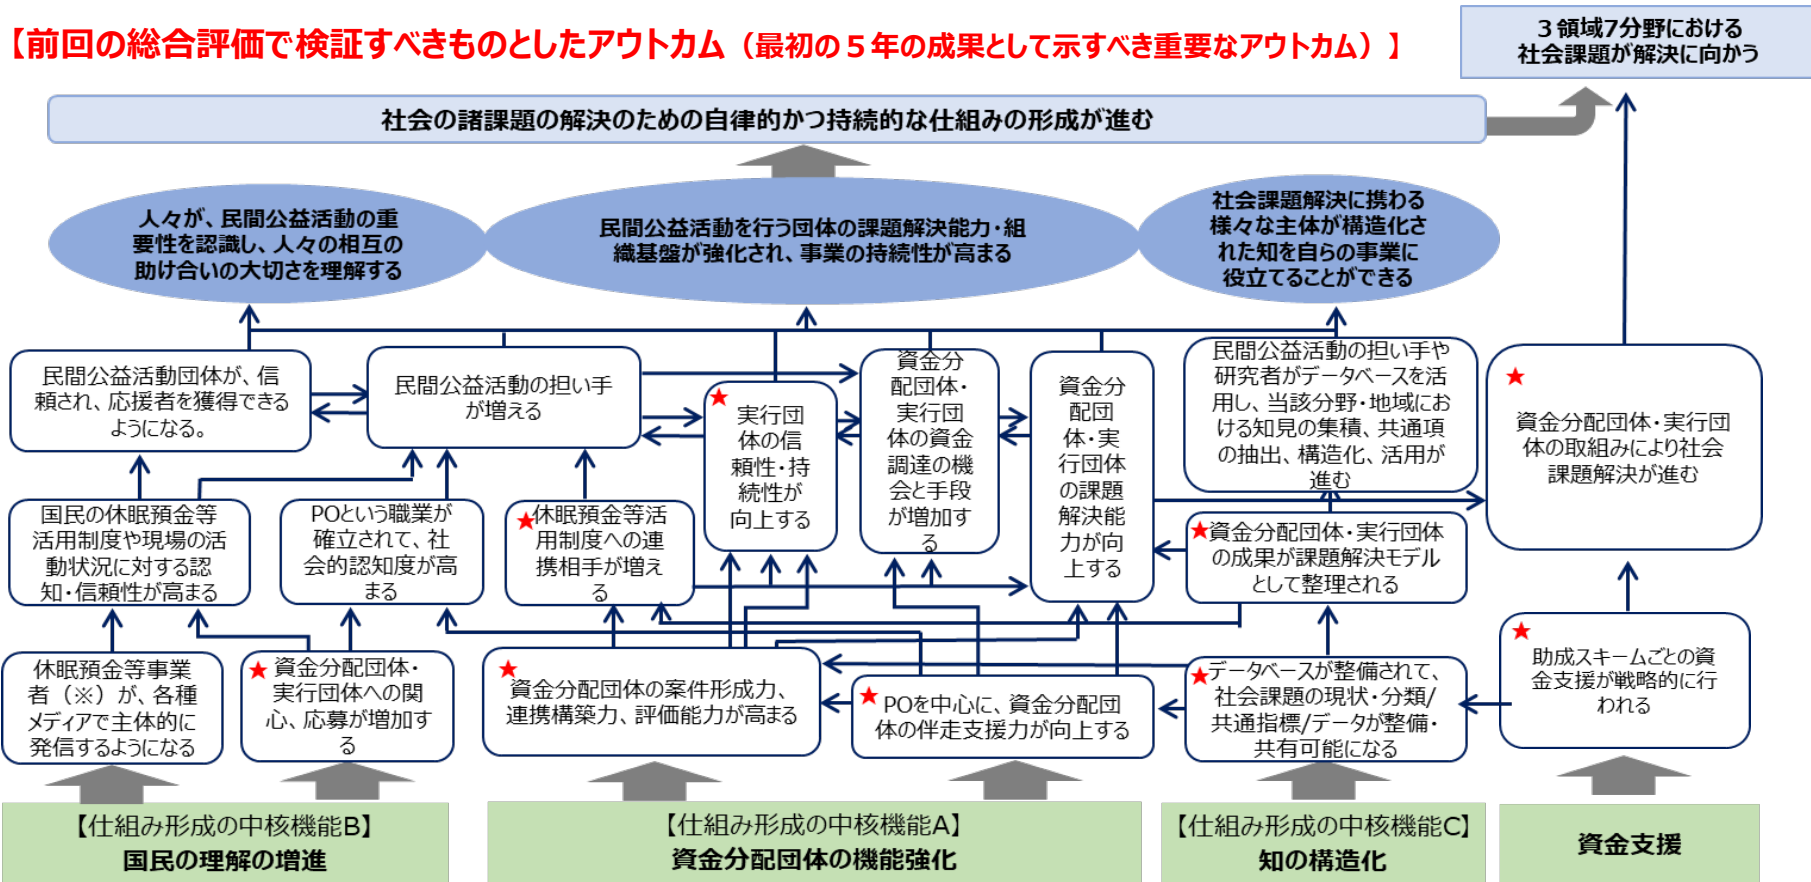 【前回の総合評価で検証すべきものとしたアウトカム（最初の５年の成果として示すべき重要なアウトカム）】
３領域7分野における
社会課題が解決に向かう
社会の諸課題の解決のための自律的かつ持続的な仕組みの形成が進む
人々が、民間公益活動の重
要性を認識し、人々の相互の
助け合いの大切さを理解する
民間公益活動を行う団体の課題解決能力・組
織基盤が強化され、事業の持続性が高まる
社会課題解決に携わる
様々な主体が構造化さ
れた知を自らの事業に
役立てることができる
民間公益活動団体が、信
頼され、応援者を獲得できる
ようになる。
民間公益活動の担い手
が増える
★
実行団
体の信
頼性・持
続性が
向上する
資金分
配団体・
実行団
体の資金
調達の機
会と手段
が増加す
る
資金分
配団
体・実
行団体
の課題
解決能
力が向
上する
民間公益活動の担い手や
研究者がデータベースを活
用し、当該分野・地域にお
ける知見の集積、共通項
の抽出、構造化、活用が
進む
★
資金分配団体・実行団
体の取組みにより社会
課題解決が進む
国民の休眠預金等
活用制度や現場の活
動状況に対する認
知・信頼性が高まる
POという職業が
確立されて、社
会的認知度が高
まる
★休眠預金等活
用制度への連
携相手が増え
る
★資金分配団体・実行団体
の成果が課題解決モデル
として整理される
休眠預金等事業
者（※）が、各種
メディアで主体的に
発信するようになる
★資金分配団体・
実行団体への関
心、応募が増加す
る
★
資金分配団体の案件形成力、
連携構築力、評価能力が高まる
★POを中心に、資金分配団
体の伴走支援力が向上する
★データベースが整備されて、
社会課題の現状・分類/
共通指標/データが整備・
共有可能になる
★
助成スキームごとの資
金支援が戦略的に行
われる
【仕組み形成の中核機能B】
国民の理解の増進
【仕組み形成の中核機能A】
資金分配団体の機能強化
【仕組み形成の中核機能C】
知の構造化
資金支援